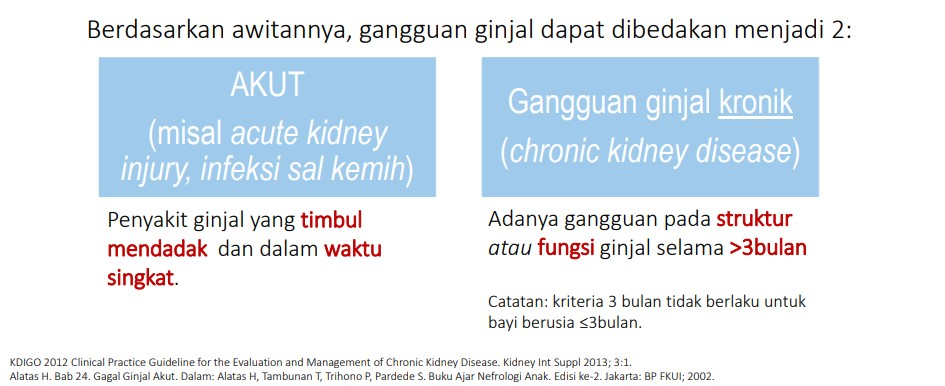 Berdasarkan awitannya, gangguan ginjal dapat dibedakan menjadi 2:
AKUT
(misal acute kidney
injury, infeksi sal kemih)
Penyakit ginjal yang timbul
mendadak dan dalam waktu
singkat.
Gangguan ginjal kronik
(chronic kidney disease)
Adanya gangguan pada struktur
atau fungsi ginjal selama >3bulan
Catatan: kriteria 3 bulan tidak berlaku untuk
bayi berusia ≤3bulan.
KDIGO 2012 Clinical Practice Guideline for the Evaluation and Management of Chronic Kidney Disease. Kidney Int Suppl 2013; 3:1.
Alatas H. Bab 24. Gagal Ginjal Akut. Dalam: Alatas H, Tambunan T, Trihono P, Pardede S. Buku Ajar Nefrologi Anak. Edisi ke-2. Jakarta: BP FKUI; 2002.